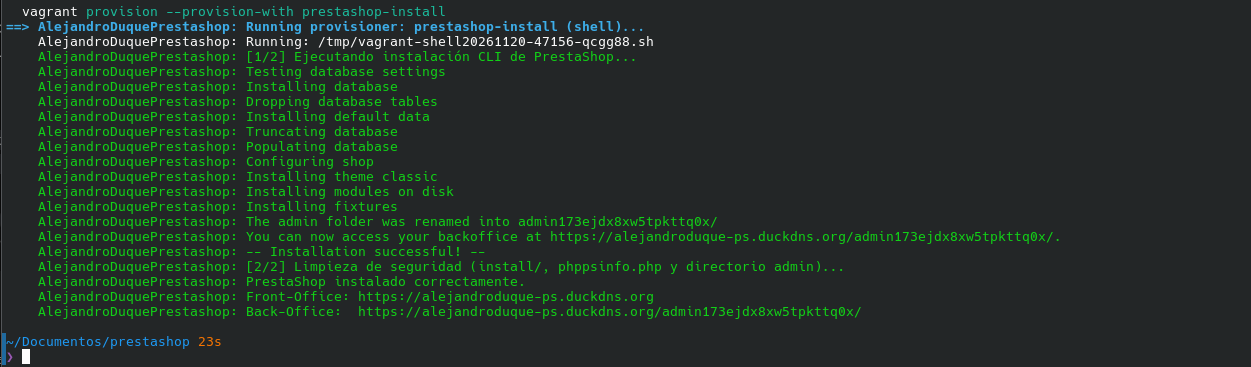 vagrant provision --provision-with prestashop-install
==> AlejandroDuquePrestashop: Running provisioner: prestashop-install (shell)...
AlejandroDuquePrestashop: Running: /tmp/vagrant-shell20261120-47156-qcgg88.sh
AlejandroDuquePrestashop: [1/2] Ejecutando instalación CLI de PrestaShop...
AlejandroDuquePrestashop: Testing database settings
AlejandroDuquePrestashop: Installing database
AlejandroDuquePrestashop: Dropping database tables
AlejandroDuquePrestashop: Installing default data
AlejandroDuquePrestashop: Truncating database
AlejandroDuquePrestashop: Populating database
AlejandroDuquePrestashop: Configuring shop
AlejandroDuquePrestashop: Installing theme classic
AlejandroDuquePrestashop: Installing modules on disk
AlejandroDuquePrestashop: Installing fixtures
AlejandroDuquePrestashop: The admin folder was renamed into admin173ejdx8xw5tpkttq0x/
AlejandroDuquePrestashop: You can now access your backoffice at https://alejandroduque-ps.duckdns.org/admin173ejdx8xw5tpkttq0x/.
AlejandroDuquePrestashop: -- Installation successful! --
AlejandroDuquePrestashop: [2/2] Limpieza de seguridad (install/, phppsinfo.php y directorio admin)...
AlejandroDuquePrestashop: PrestaShop instalado correctamente.
AlejandroDuquePrestashop: Front-Office: https://alejandroduque-ps.duckdns.org
AlejandroDuquePrestashop: Back-Office:  https://alejandroduque-ps.duckdns.org/admin173ejdx8xw5tpkttq0x/
~/Documentos/prestashop 23s
❯